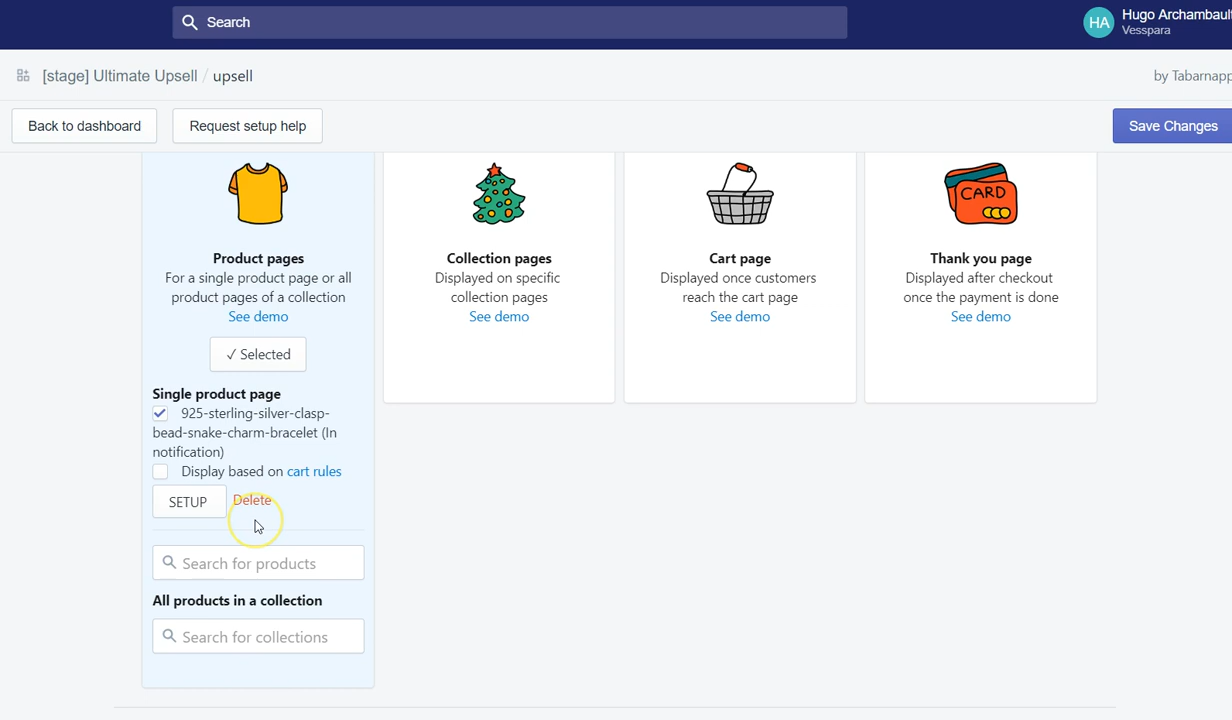 Search
HA
Hugo Archambault
Vesspara
[stage] Ultimate Upsell / upsell
by Tabarnapp
Back to dashboard
Request setup help
Save Changes
CARD
Product pages
For a single product page or all
product pages of a collection
See demo
✓ Selected
Single product page
925-sterling-silver-clasp-
bead-snake-charm-bracelet (In
notification)
Display based on cart rules
SETUP
Delete
Search for products
All products in a collection
Search for collections
Collection pages
Displayed on specific
collection pages
See demo
Cart page
Displayed once customers
reach the cart page
See demo
Thank you page
Displayed after checkout
once the payment is done
See demo